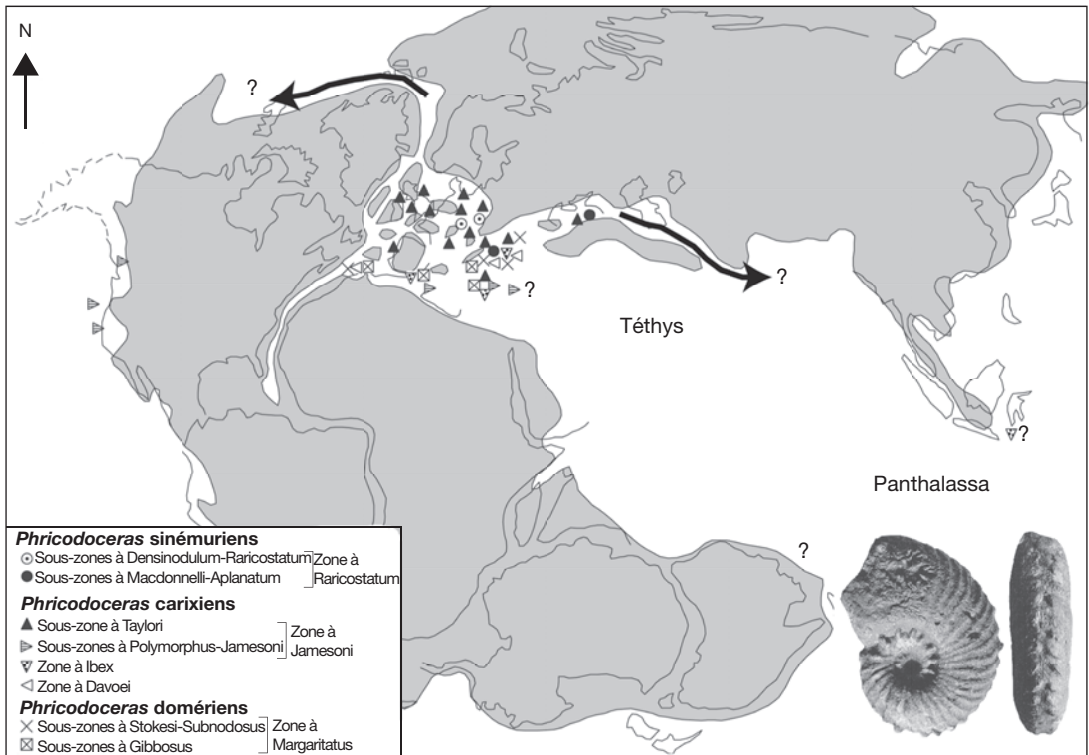 N
?
?
?
Téthys
?
Panthalassa
?
Phricodoceras sinémuriens
Sous-zones à Densinodulum-Raricostatum
Sous-zones à Macdonnelli-Aplanatum
Zone à
Raricostatum
Phricodoceras carixiens
Sous-zone à Taylori
Sous-zones à Polymorphus-Jamesoni
Zone à
Jamesoni
Zone à Ibex
Zone à Davoei
Phricodoceras domériens
Sous-zones à Stokesi-Subnodosus
Sous-zones à Gibbosus
Zone à
Margaritatus